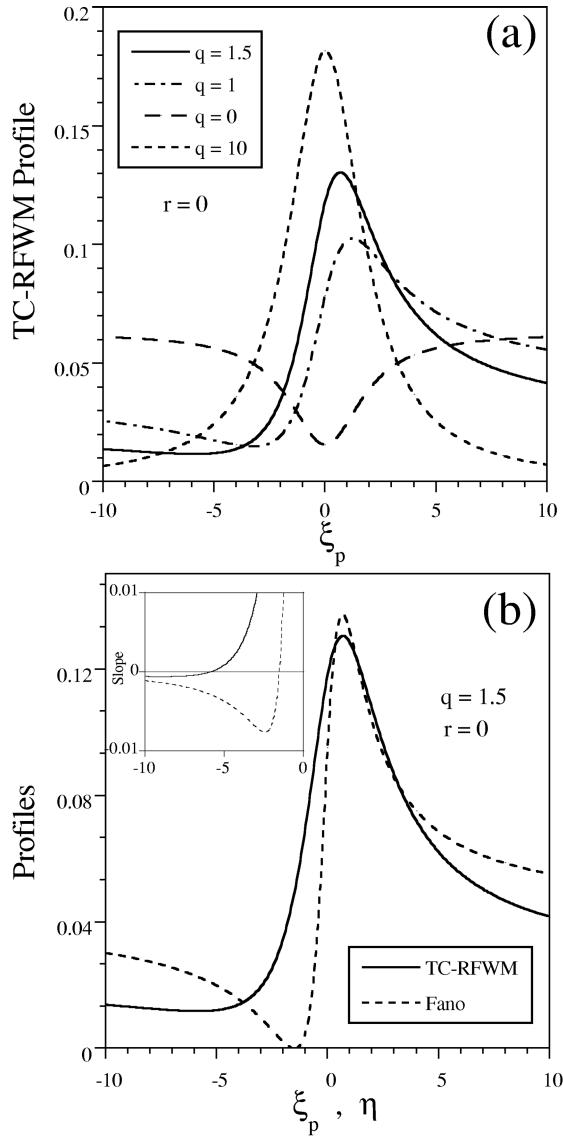 (a)
0.2
0.15
0.1
0.05
0
TC-RFWM Profile
q = 1.5
q = 1
q = 0
q = 10
r = 0
-10
-5
0
5
10
ξp
(b)
0.12
0.08
0.04
0
Profiles
0.01
0
-0.01
Slope
-10
-5
0
q = 1.5
r = 0
TC-RFWM
Fano
-10
-5
0
5
10
ξp , η